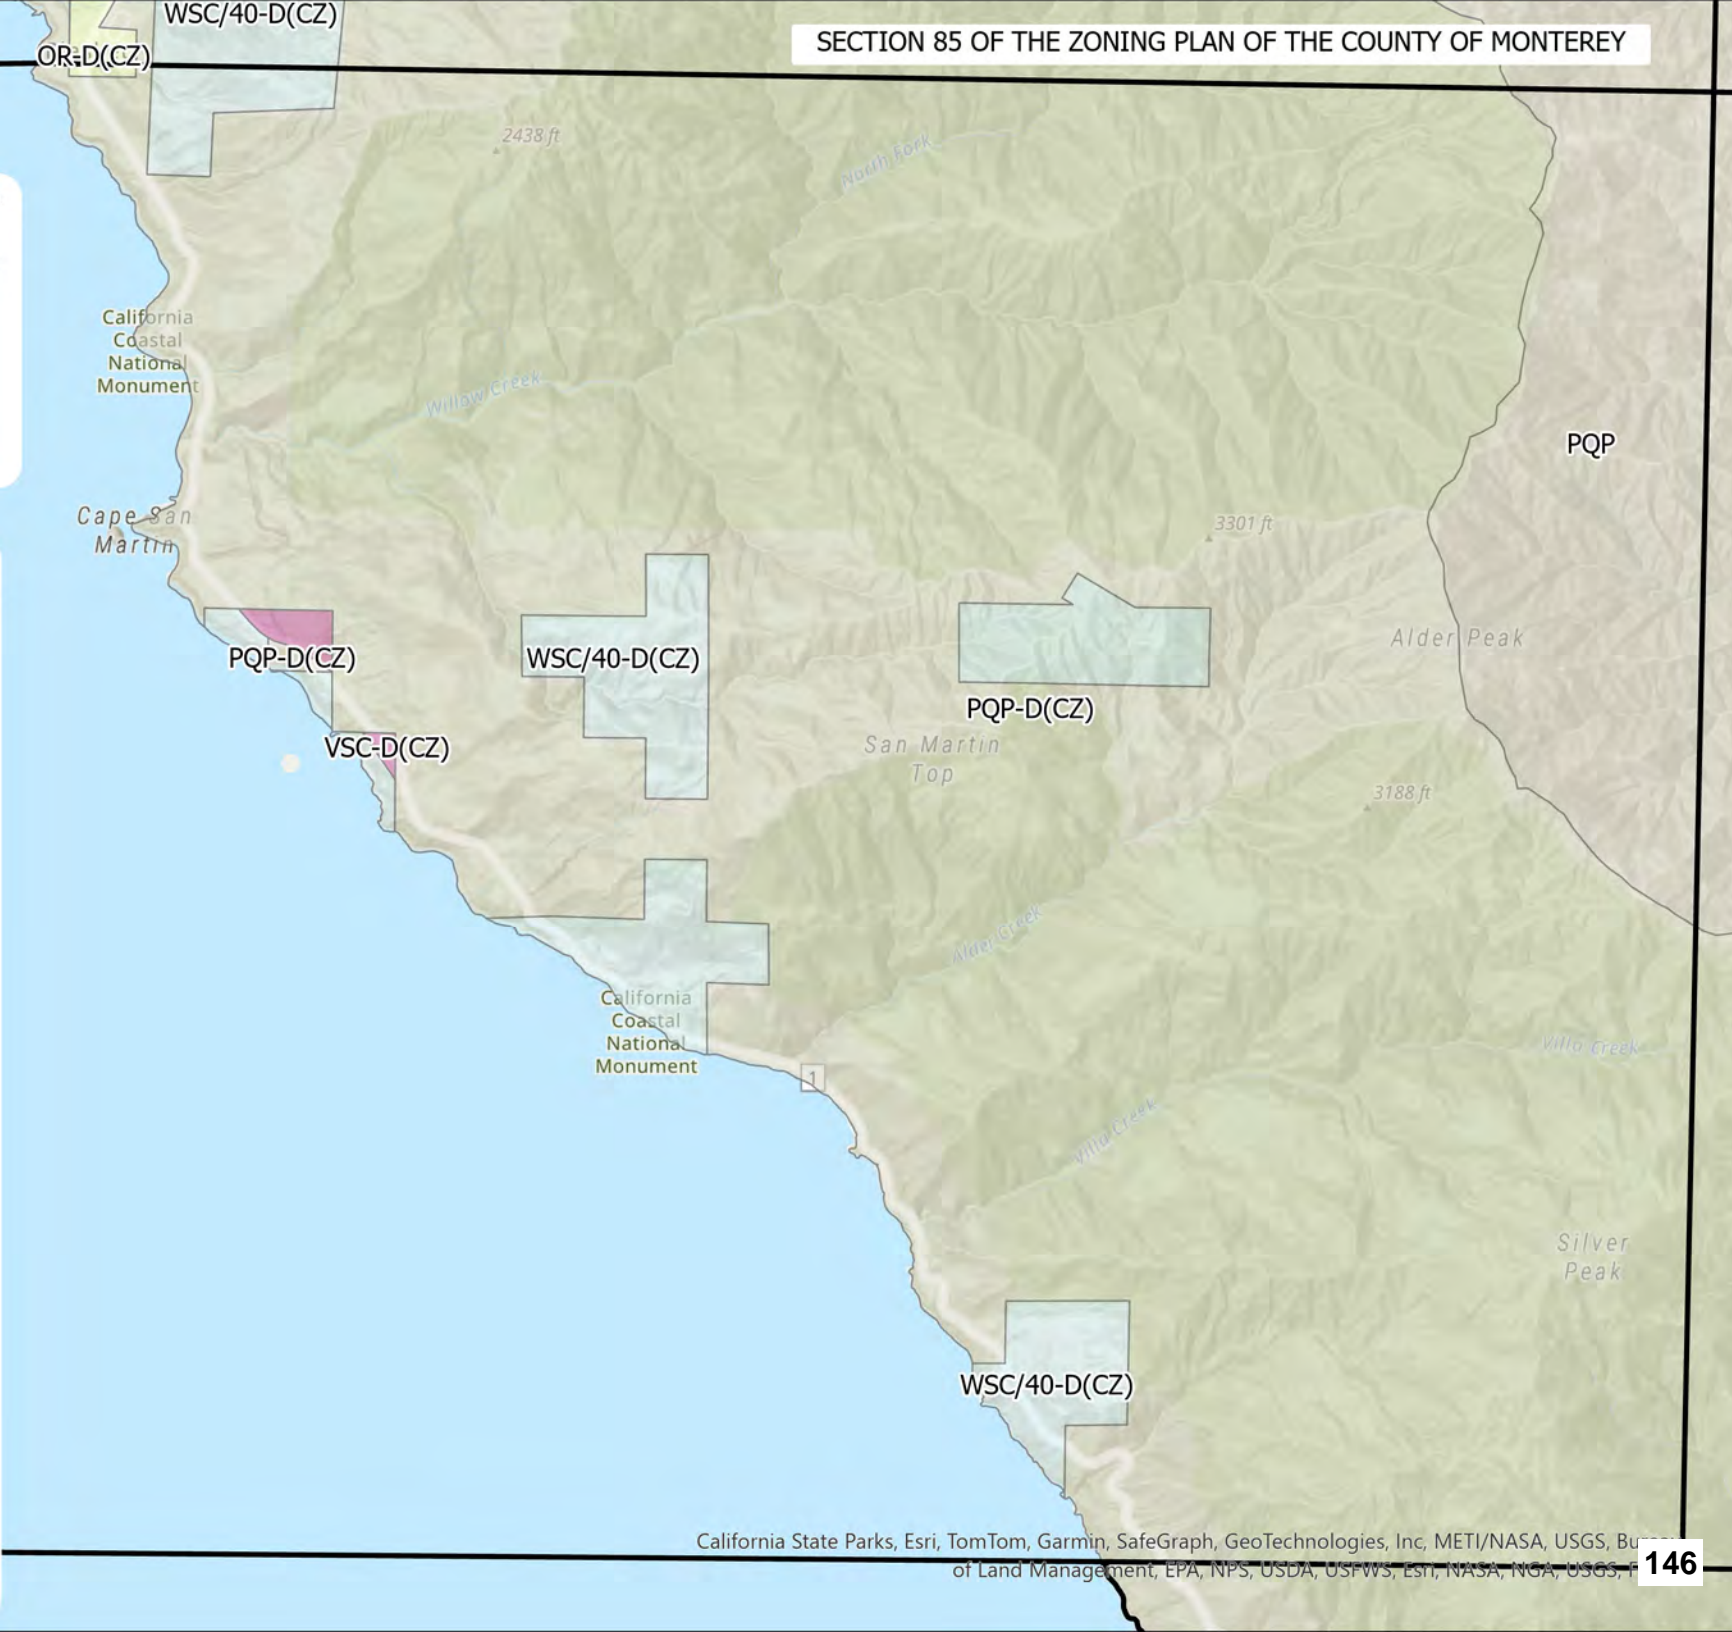 WSC/40-D(CZ)
SECTION 85 OF THE ZONING PLAN OF THE COUNTY OF MONTEREY
OR-D(CZ)
2438 ft
North Fork
California
Coastal
National
Monument
Willow Creek
PQP
Cape San
Martin
3301 ft
Alder Peak
PQP-D(CZ)
WSC/40-D(CZ)
PQP-D(CZ)
VSC-D(CZ)
San Martin
Top
3188 ft
Alder Creek
California
Coastal
National
Monument
1
Villa Creek
Villa Creek
Silver
Peak
WSC/40-D(CZ)
California State Parks, Esri, TomTom, Garmin, SafeGraph, GeoTechnologies, Inc, METI/NASA, USGS,
of Land Management, EPA, NPS, USDA, USFWS, Esri, NASA, NGA, USGS,
146